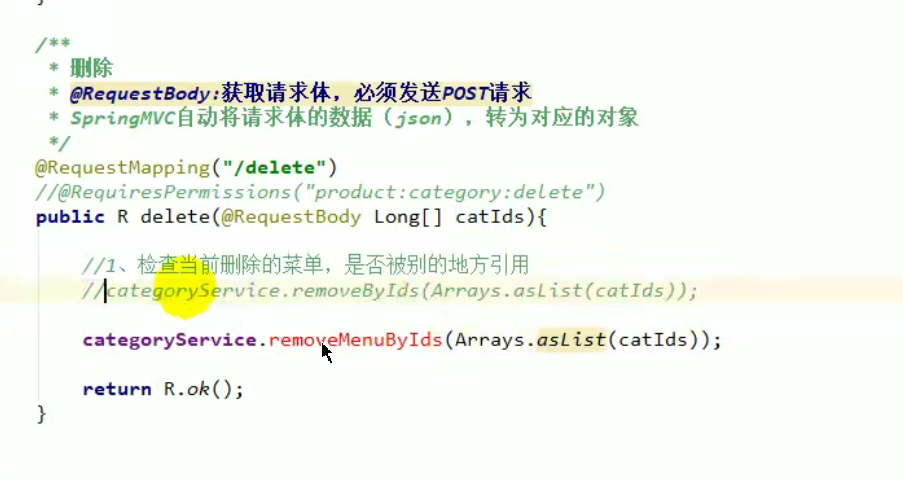 /**
* 删除
* @RequestBody:获取请求体，必须发送POST请求
* SpringMVC自动将请求体的数据（json），转为对应的对象
*/
@RequestMapping("/delete")
//@RequiresPermissions("product:category:delete")
public R delete(@RequestBody Long[] catIds){
//1、检查当前删除的菜单，是否被别的地方引用
//categoryService.removeByIds(Arrays.asList(catIds));
categoryService.removeMenuByIds(Arrays.asList(catIds));
return R.ok();
}